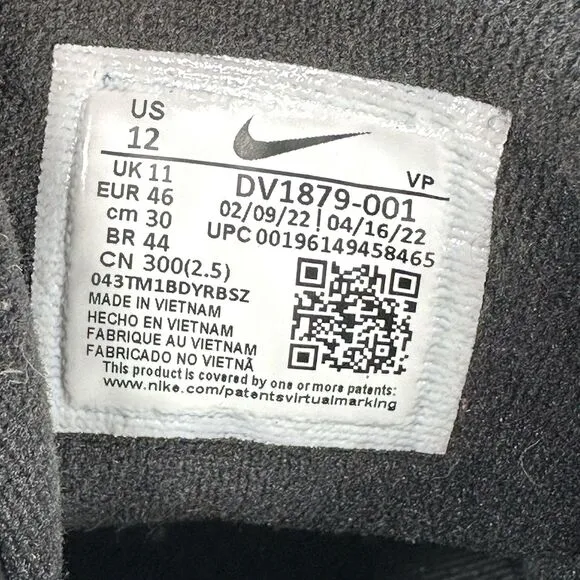 US
12
UK 11
EUR 46
cm 30
BR 44
CN 300(2.5)
VP
DV1879-001
02/09/22 | 04/16/22
UPC 00196149458465
043TM1BDYRBSZ
MADE IN VIETNAM
HECHO EN VIETNAM
FABRIQUE AU VIETNAM
FABRICADO NO VIETNÃ
This product is covered by one or more patents:
www.nike.com/patentsvirtualmarking